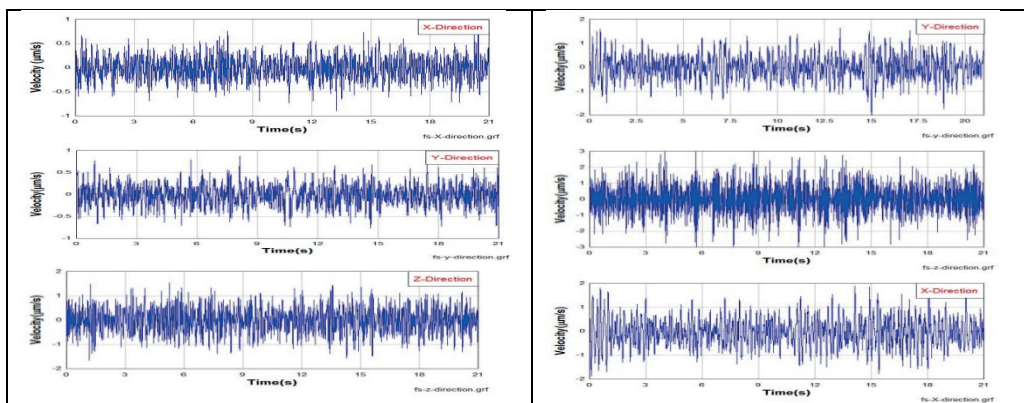 X-Direction
Velocity (μm/s)
1
0.5
0
-0.5
-1
0 3 6 9 12 15 18 21
Time(s)
fs-X-direction.grf
Y-Direction
Velocity(μm/s)
1
0.5
0
-0.5
-1
0 3 6 9 12 15 18 21
Time(s)
fs-y-direction.grf
Z-Direction
Velocity(μm/s)
2
1
0
-1
-2
0 3 6 9 12 15 18 21
Time(s)
fs-z-direction.grf
Y-Direction
Velocity(μm/s)
2
1
0
-1
-2
0 2.5 5 7.5 10 12.5 15 17.5 20
Time(s)
fs-y-direction.grf
Velocity(μm/s)
3
2
1
0
-1
-2
-3
0 3 6 9 12 15 18 21
Time(s)
fs-z-direction.grf
X-Direction
Velocity(μm/s)
2
1
0
-1
-2
0 3 6 9 12 15 18 21
Time(s)
fs-X-direction.grf